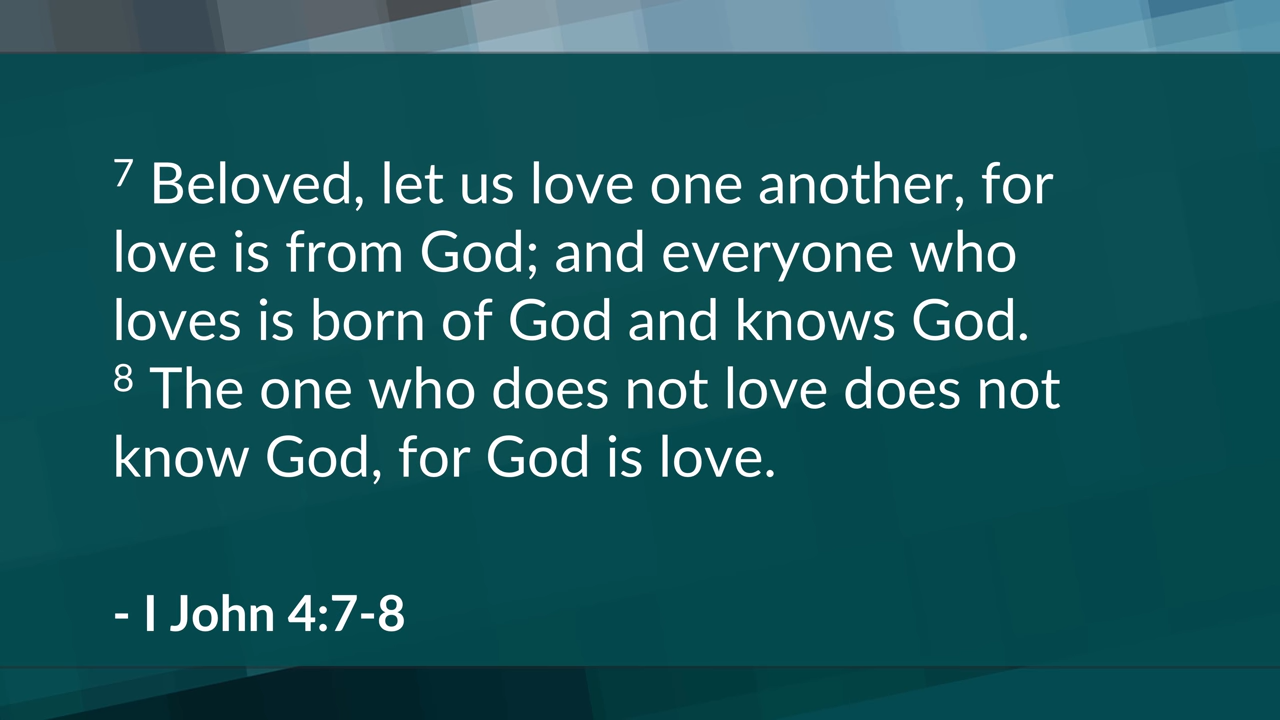 7 Beloved, let us love one another, for
love is from God; and everyone who
loves is born of God and knows God.
8 The one who does not love does not
know God, for God is love.
- I John 4:7-8